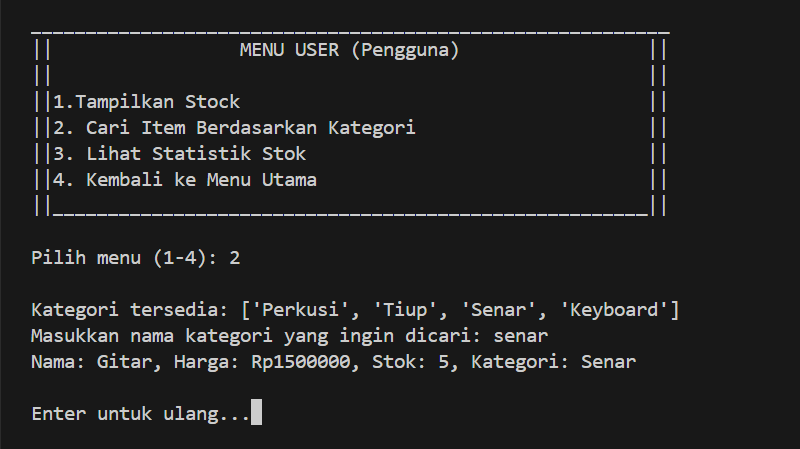 __________________________________________________________
||                 MENU USER (Pengguna)                 ||
||                                                      ||
||1.Tampilkan Stock                                     ||
||2. Cari Item Berdasarkan Kategori                     ||
||3. Lihat Statistik Stok                               ||
||4. Kembali ke Menu Utama                              ||
||______________________________________________________||
Pilih menu (1-4): 2
Kategori tersedia: ['Perkusi', 'Tiup', 'Senar', 'Keyboard']
Masukkan nama kategori yang ingin dicari: senar
Nama: Gitar, Harga: Rp1500000, Stok: 5, Kategori: Senar
Enter untuk ulang...